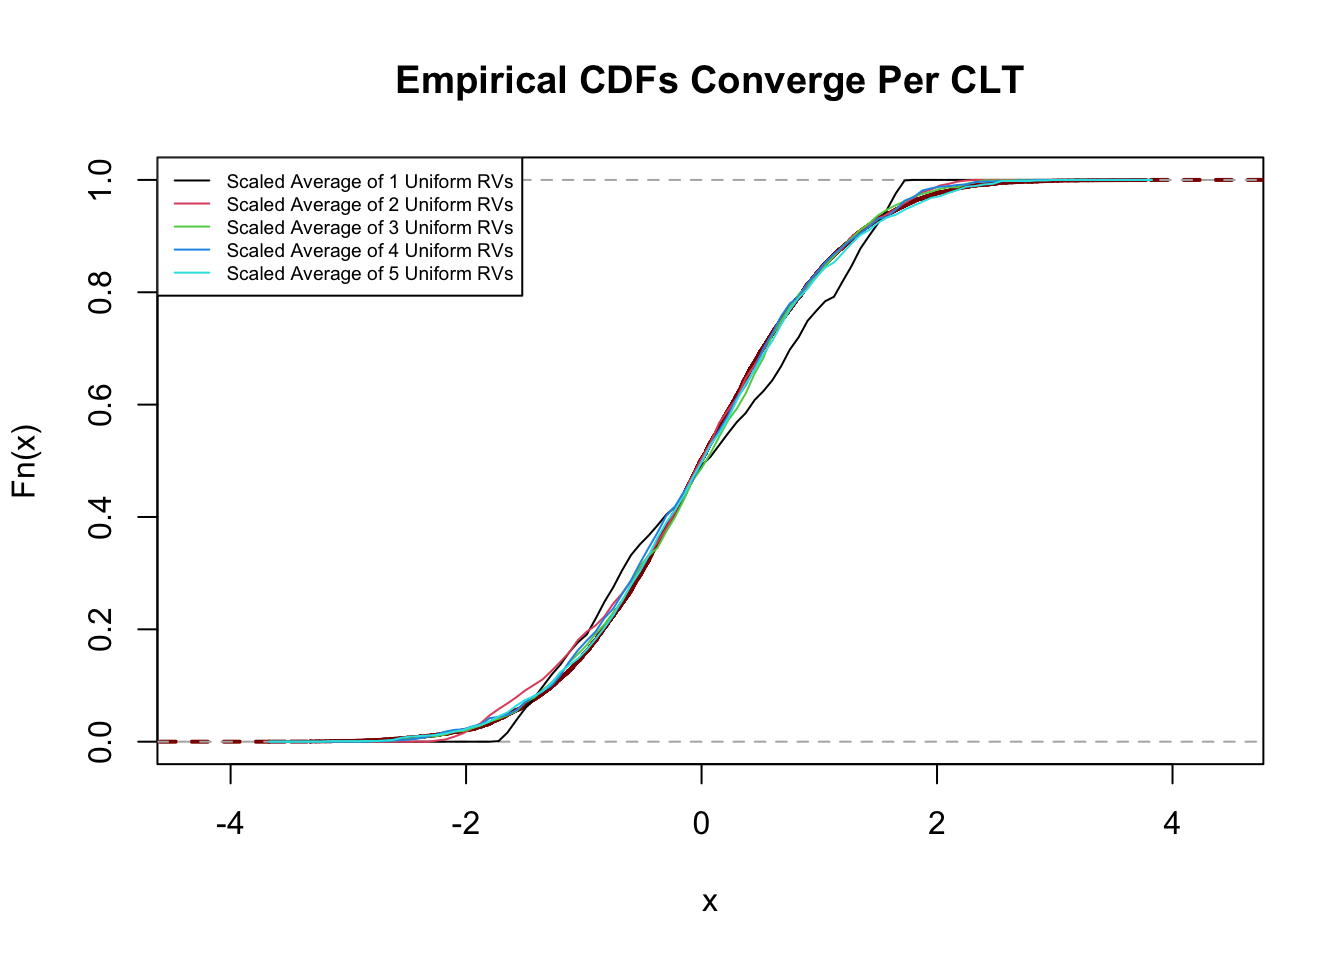 Empirical CDFs Converge Per CLT
Scaled Average of 1 Uniform RVs
Scaled Average of 2 Uniform RVs
Scaled Average of 3 Uniform RVs
Scaled Average of 4 Uniform RVs
Scaled Average of 5 Uniform RVs
Fn(x)
1.0
0.8
0.6
0.4
0.2
0.0
-4
-2
0
2
4
x